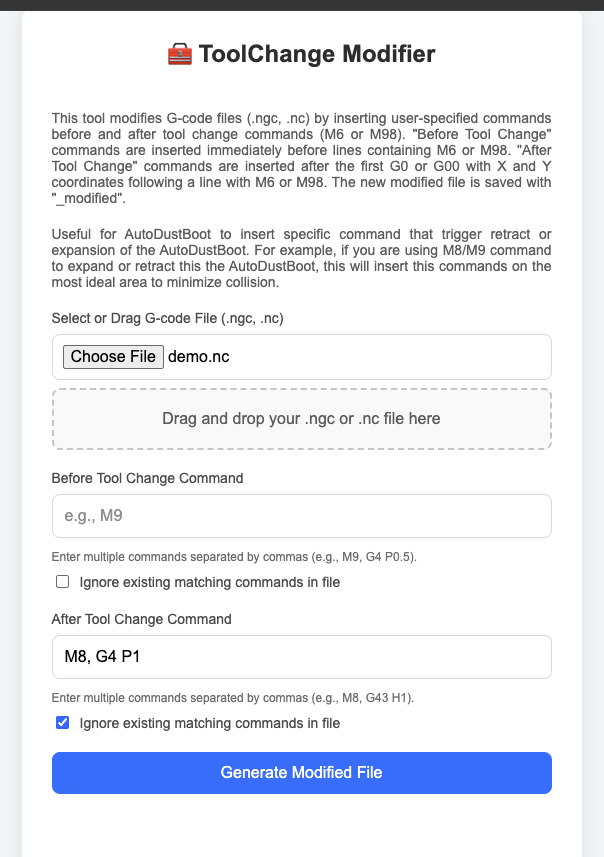 🧰 ToolChange Modifier
This tool modifies G-code files (.ngc, .nc) by inserting user-specified commands
before and after tool change commands (M6 or M98). "Before Tool Change"
commands are inserted immediately before lines containing M6 or M98. "After
Tool Change" commands are inserted after the first G0 or G00 with X and Y
coordinates following a line with M6 or M98. The new modified file is saved with
"_modified".
Useful for AutoDustBoot to insert specific command that trigger retract or
expansion of the AutoDustBoot. For example, if you are using M8/M9 command
to expand or retract this the AutoDustBoot, this will insert this commands on the
most ideal area to minimize collision.
Select or Drag G-code File (.ngc, .nc)
Choose File demo.nc
Drag and drop your .ngc or .nc file here
Before Tool Change Command
e.g., M9
Enter multiple commands separated by commas (e.g., M9, G4 P0.5).
Ignore existing matching commands in file
After Tool Change Command
M8, G4 P1
Enter multiple commands separated by commas (e.g., M8, G43 H1).
Ignore existing matching commands in file
Generate Modified File